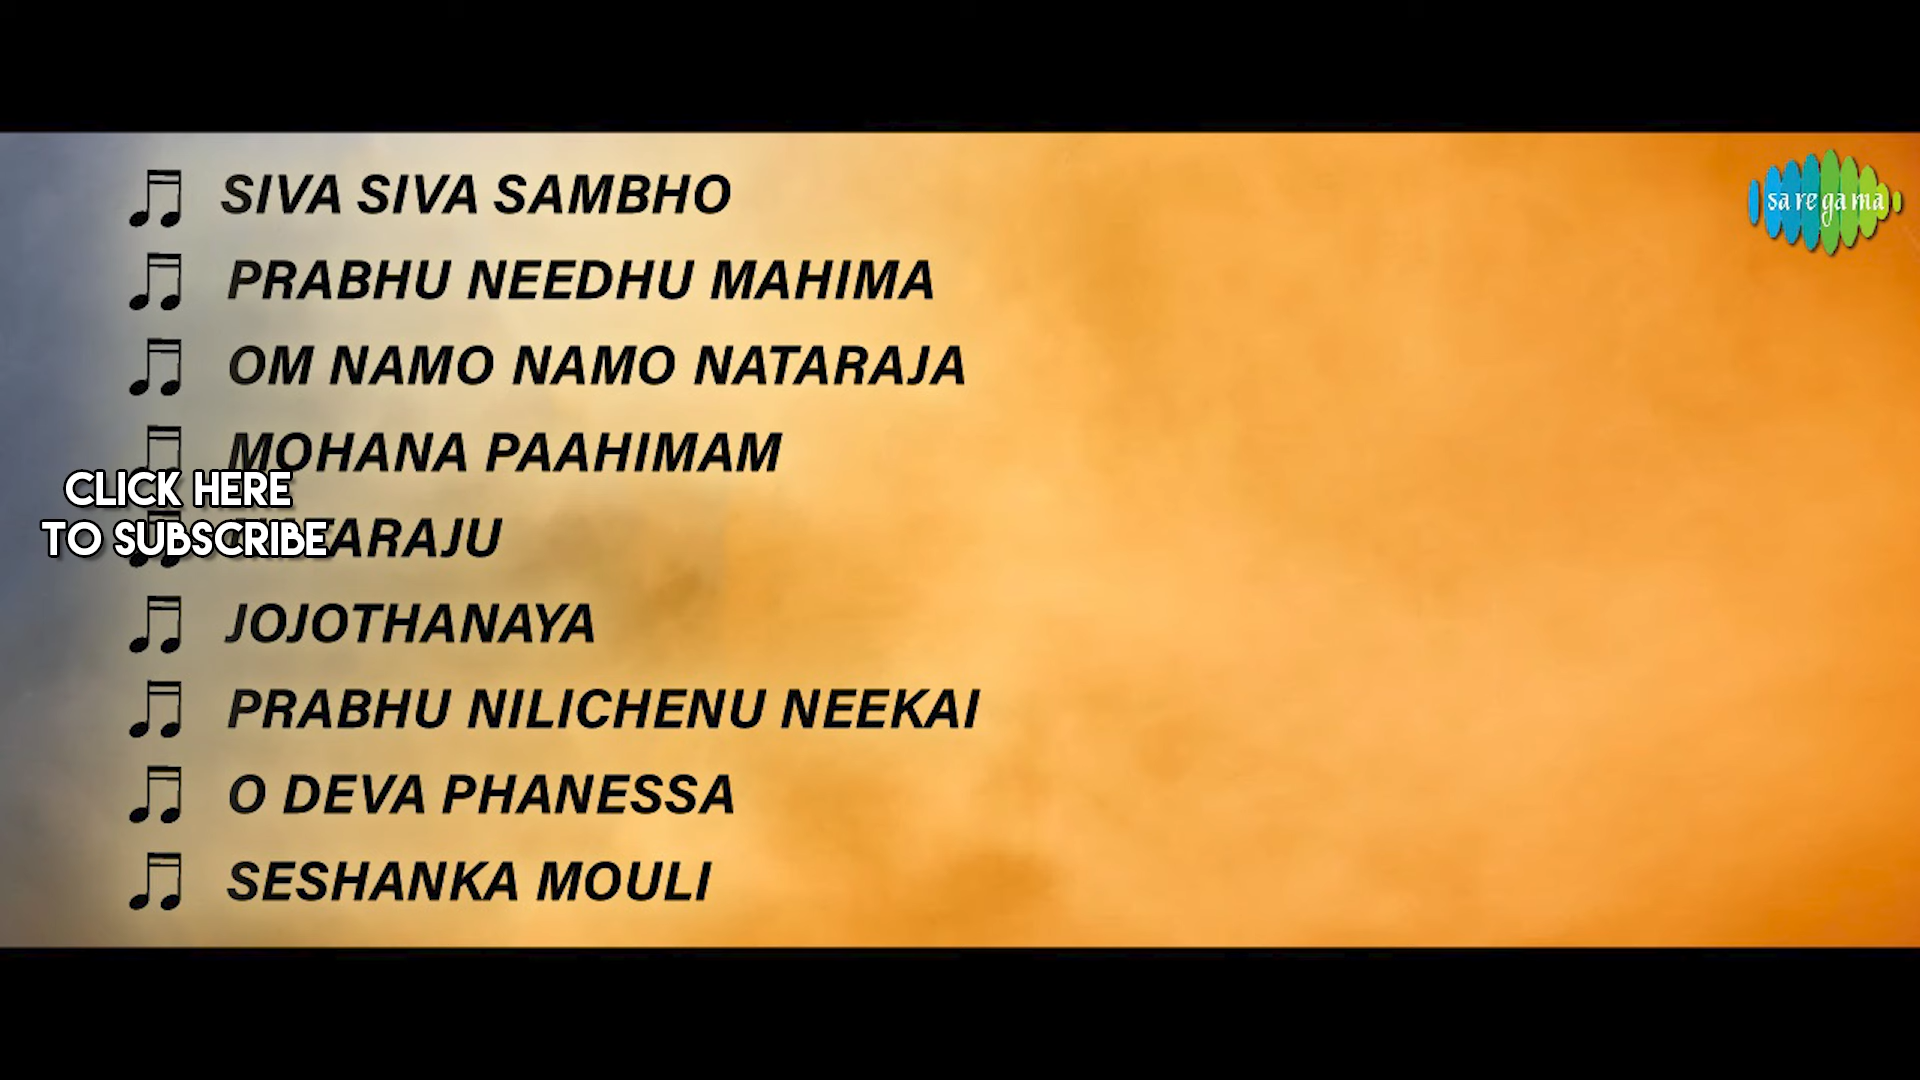 SIVA SIVA SAMBHO
sa re ga ma
PRABHU NEEDHU MAHIMA
OM NAMO NAMO NATARAJA
MOHANA PAAHIMAM
CLICK HERE
TO SUBSCRIBE
JOJOTHANAYA
PRABHU NILICHENU NEEKAI
O DEVA PHANESSA
SESHANKA MOULI